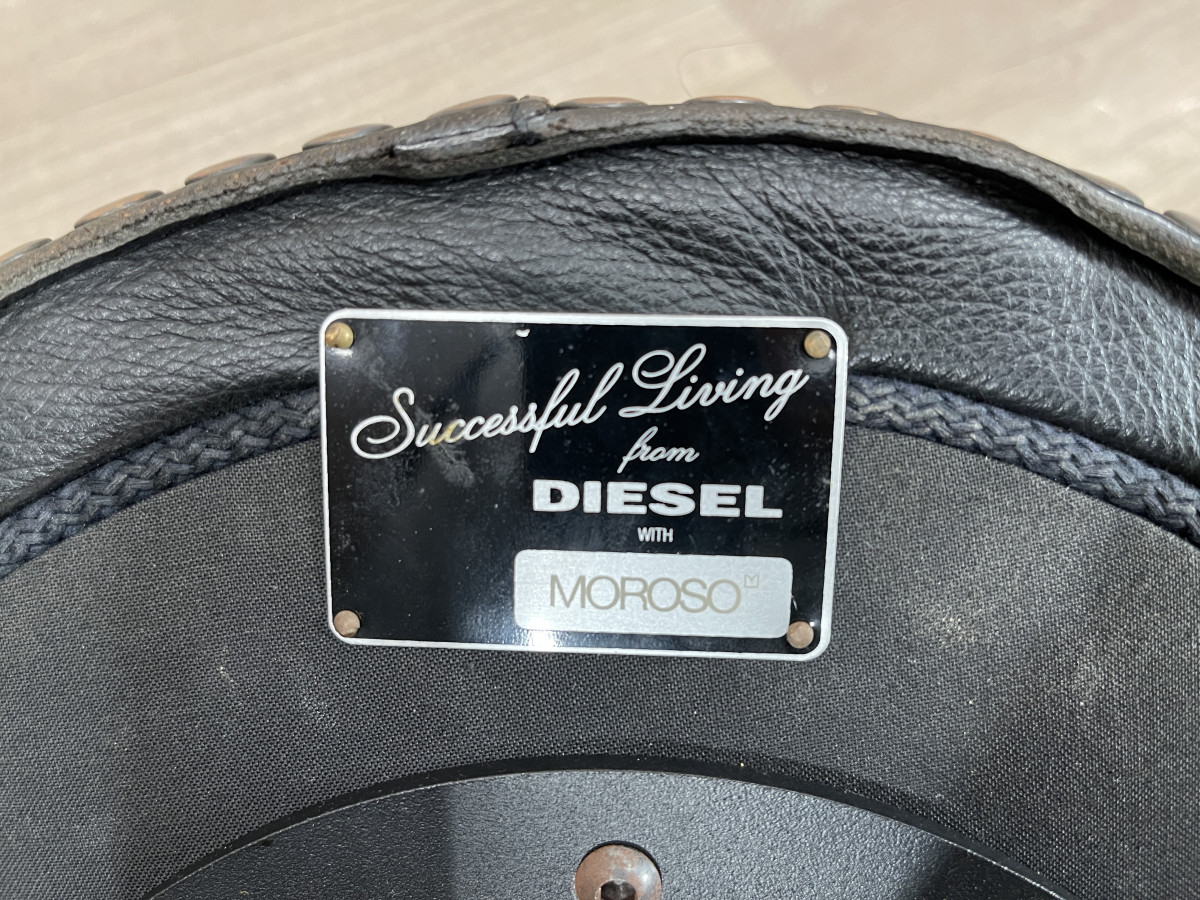 Successful Living
from
DIESEL
WITH
MOROSO